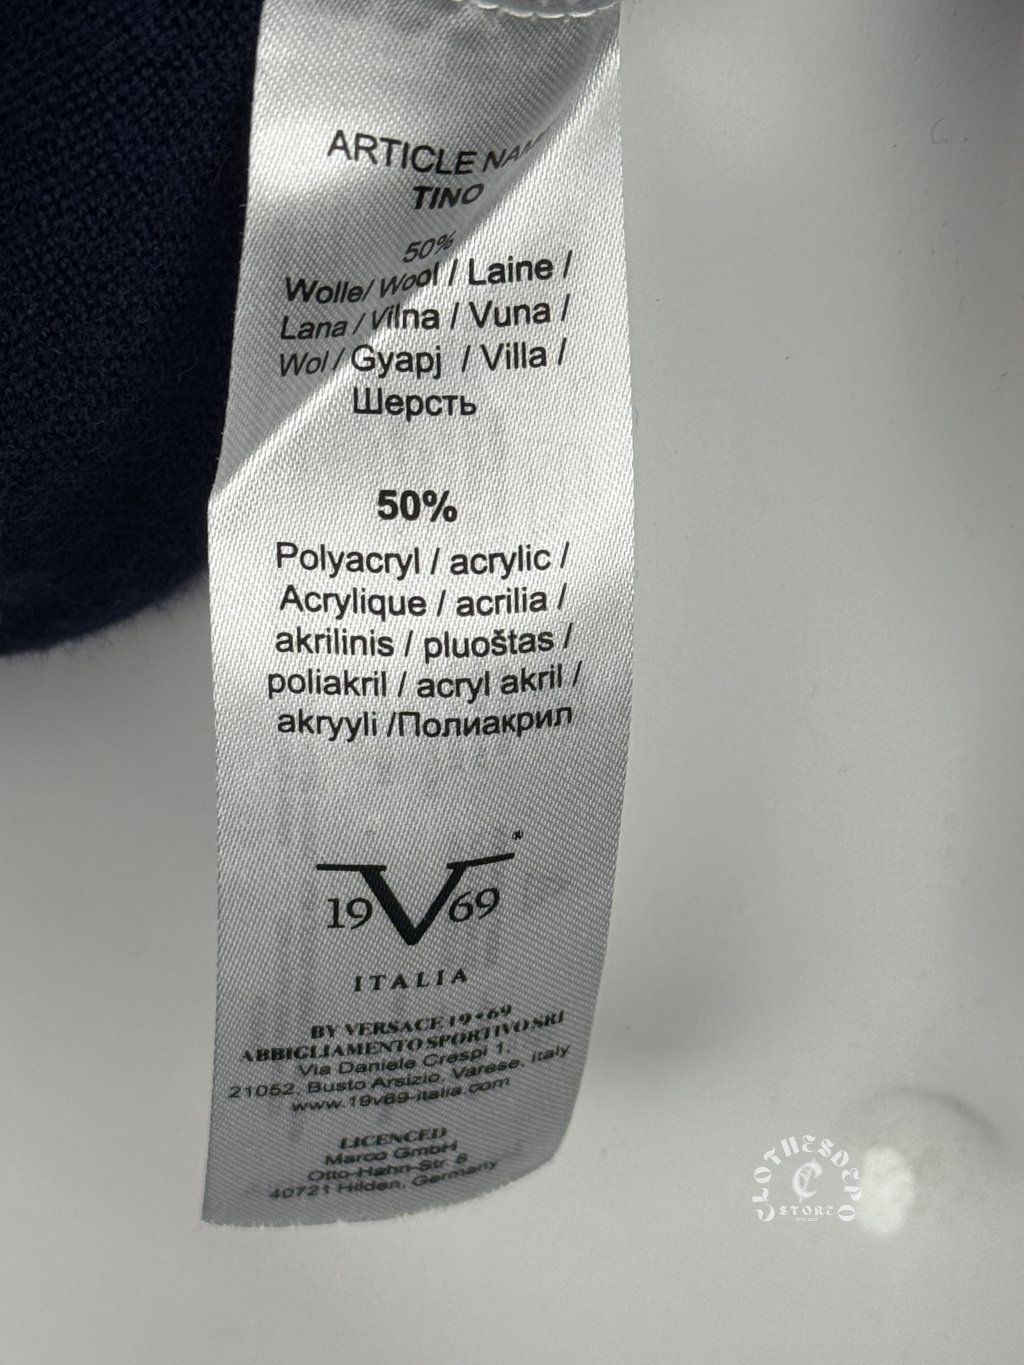 ARTICLE
TINO
50%
Wolle/ Wool / Laine /
Lana / Vilna / Vuna /
Wol / Gyapj / Villa /
Шерсть
50%
Polyacryl / acrylic /
Acrylique / acrilia /
akrilinis / pluoštas /
poliakril / acryl akril /
akryyli /Полиакрил
19V69
ITALIA
BY VERSACE 19•69
ABBIGLIAMENTO SPORTIVO SRL
Via Daniele Crespi 1,
21052, Busto Arsizio, Varese, Italy
www.19v69-italia.com
LICENCED
Marco GmbH
Otto-Hahn-Str. 6
40721 Hilden, Germany
CLOTHESDEPO
STORE